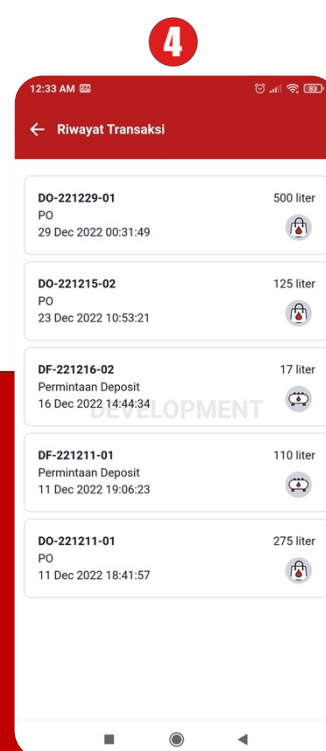 4
12:33 AM
83
Riwayat Transaksi
DO-221229-01
500 liter
PO
29 Dec 2022 00:31:49
DO-221215-02
125 liter
PO
23 Dec 2022 10:53:21
DF-221216-02
17 liter
Permintaan Deposit
16 Dec 2022 14:44:34
DEVELOPMENT
DF-221211-01
110 liter
Permintaan Deposit
11 Dec 2022 19:06:23
DO-221211-01
275 liter
PO
11 Dec 2022 18:41:57